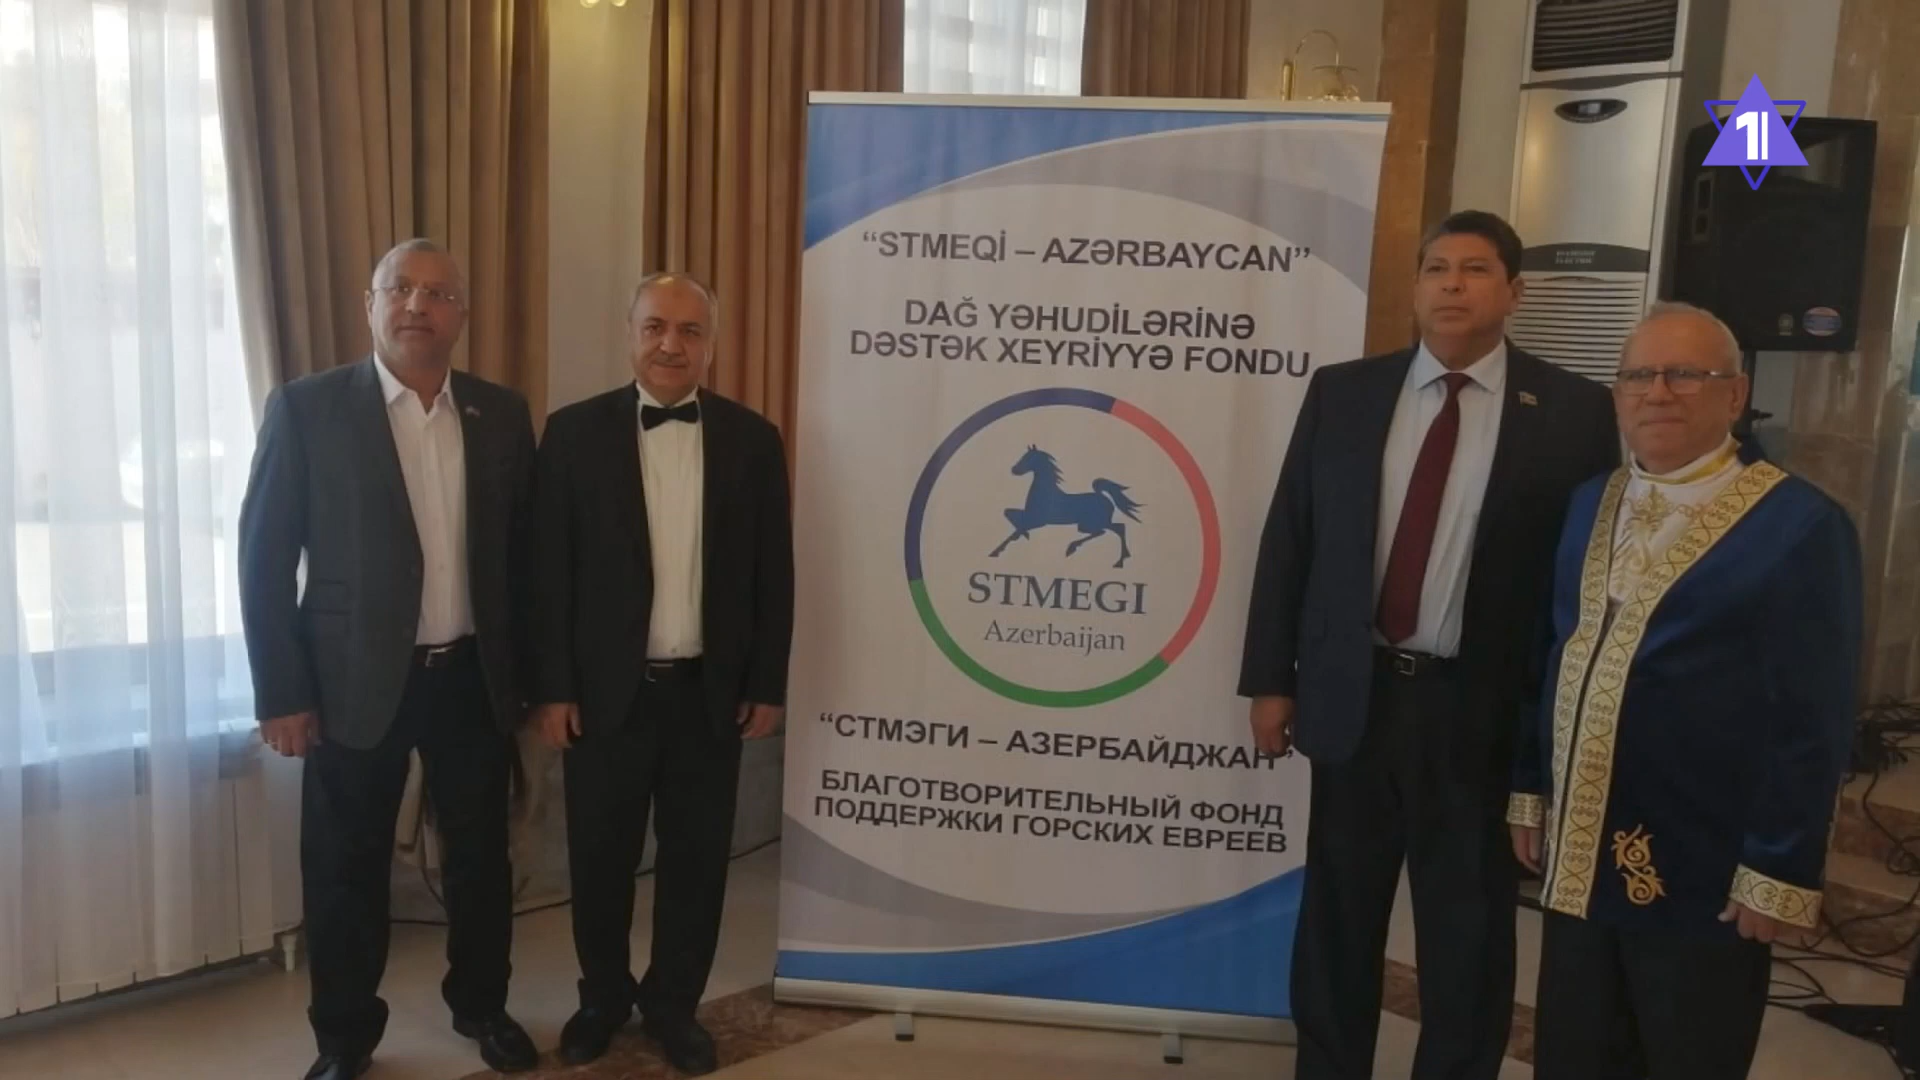 “STMEQİ – AZƏRBAYCAN”
DAĞ YƏHUDİLƏRİNƏ
DƏSTƏK XEYRİYYƏ FONDU
STMEGI
Azerbaijan
“СТМЭГИ – АЗЕРБАЙДЖАН”
БЛАГОТВОРИТЕЛЬНЫЙ ФОНД
ПОДДЕРЖКИ ГОРСКИХ ЕВРЕЕВ
1